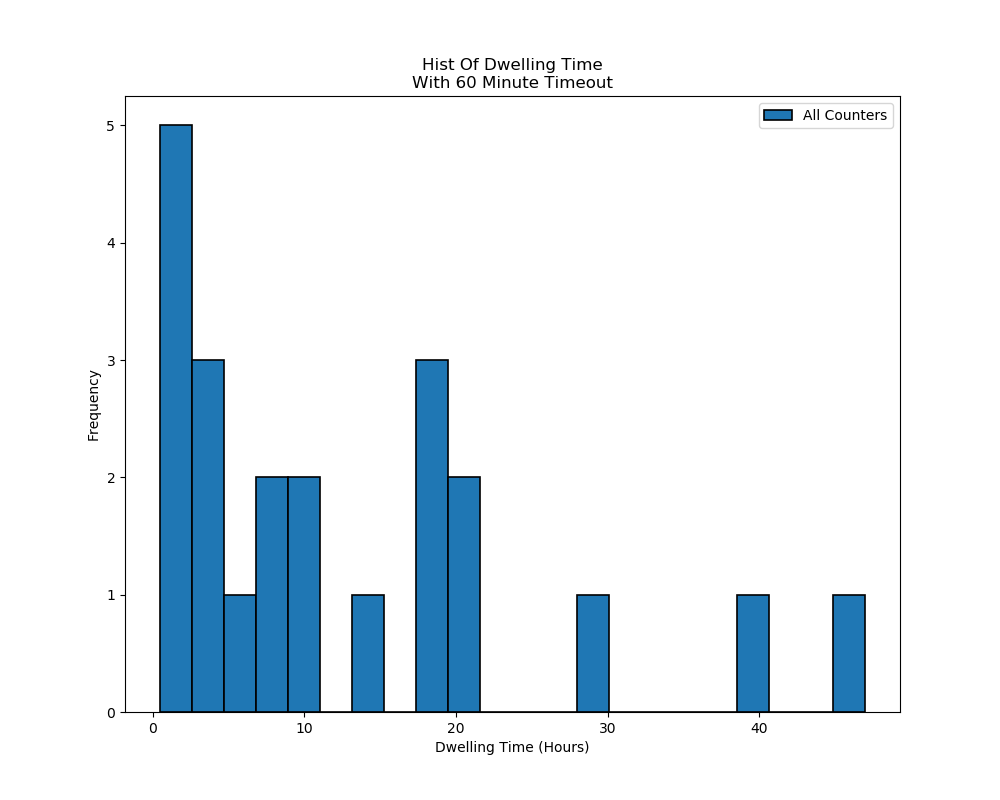 Hist Of Dwelling Time
With 60 Minute Timeout
All Counters
5
4
3
2
1
0
Frequency
0 10 20 30 40
Dwelling Time (Hours)